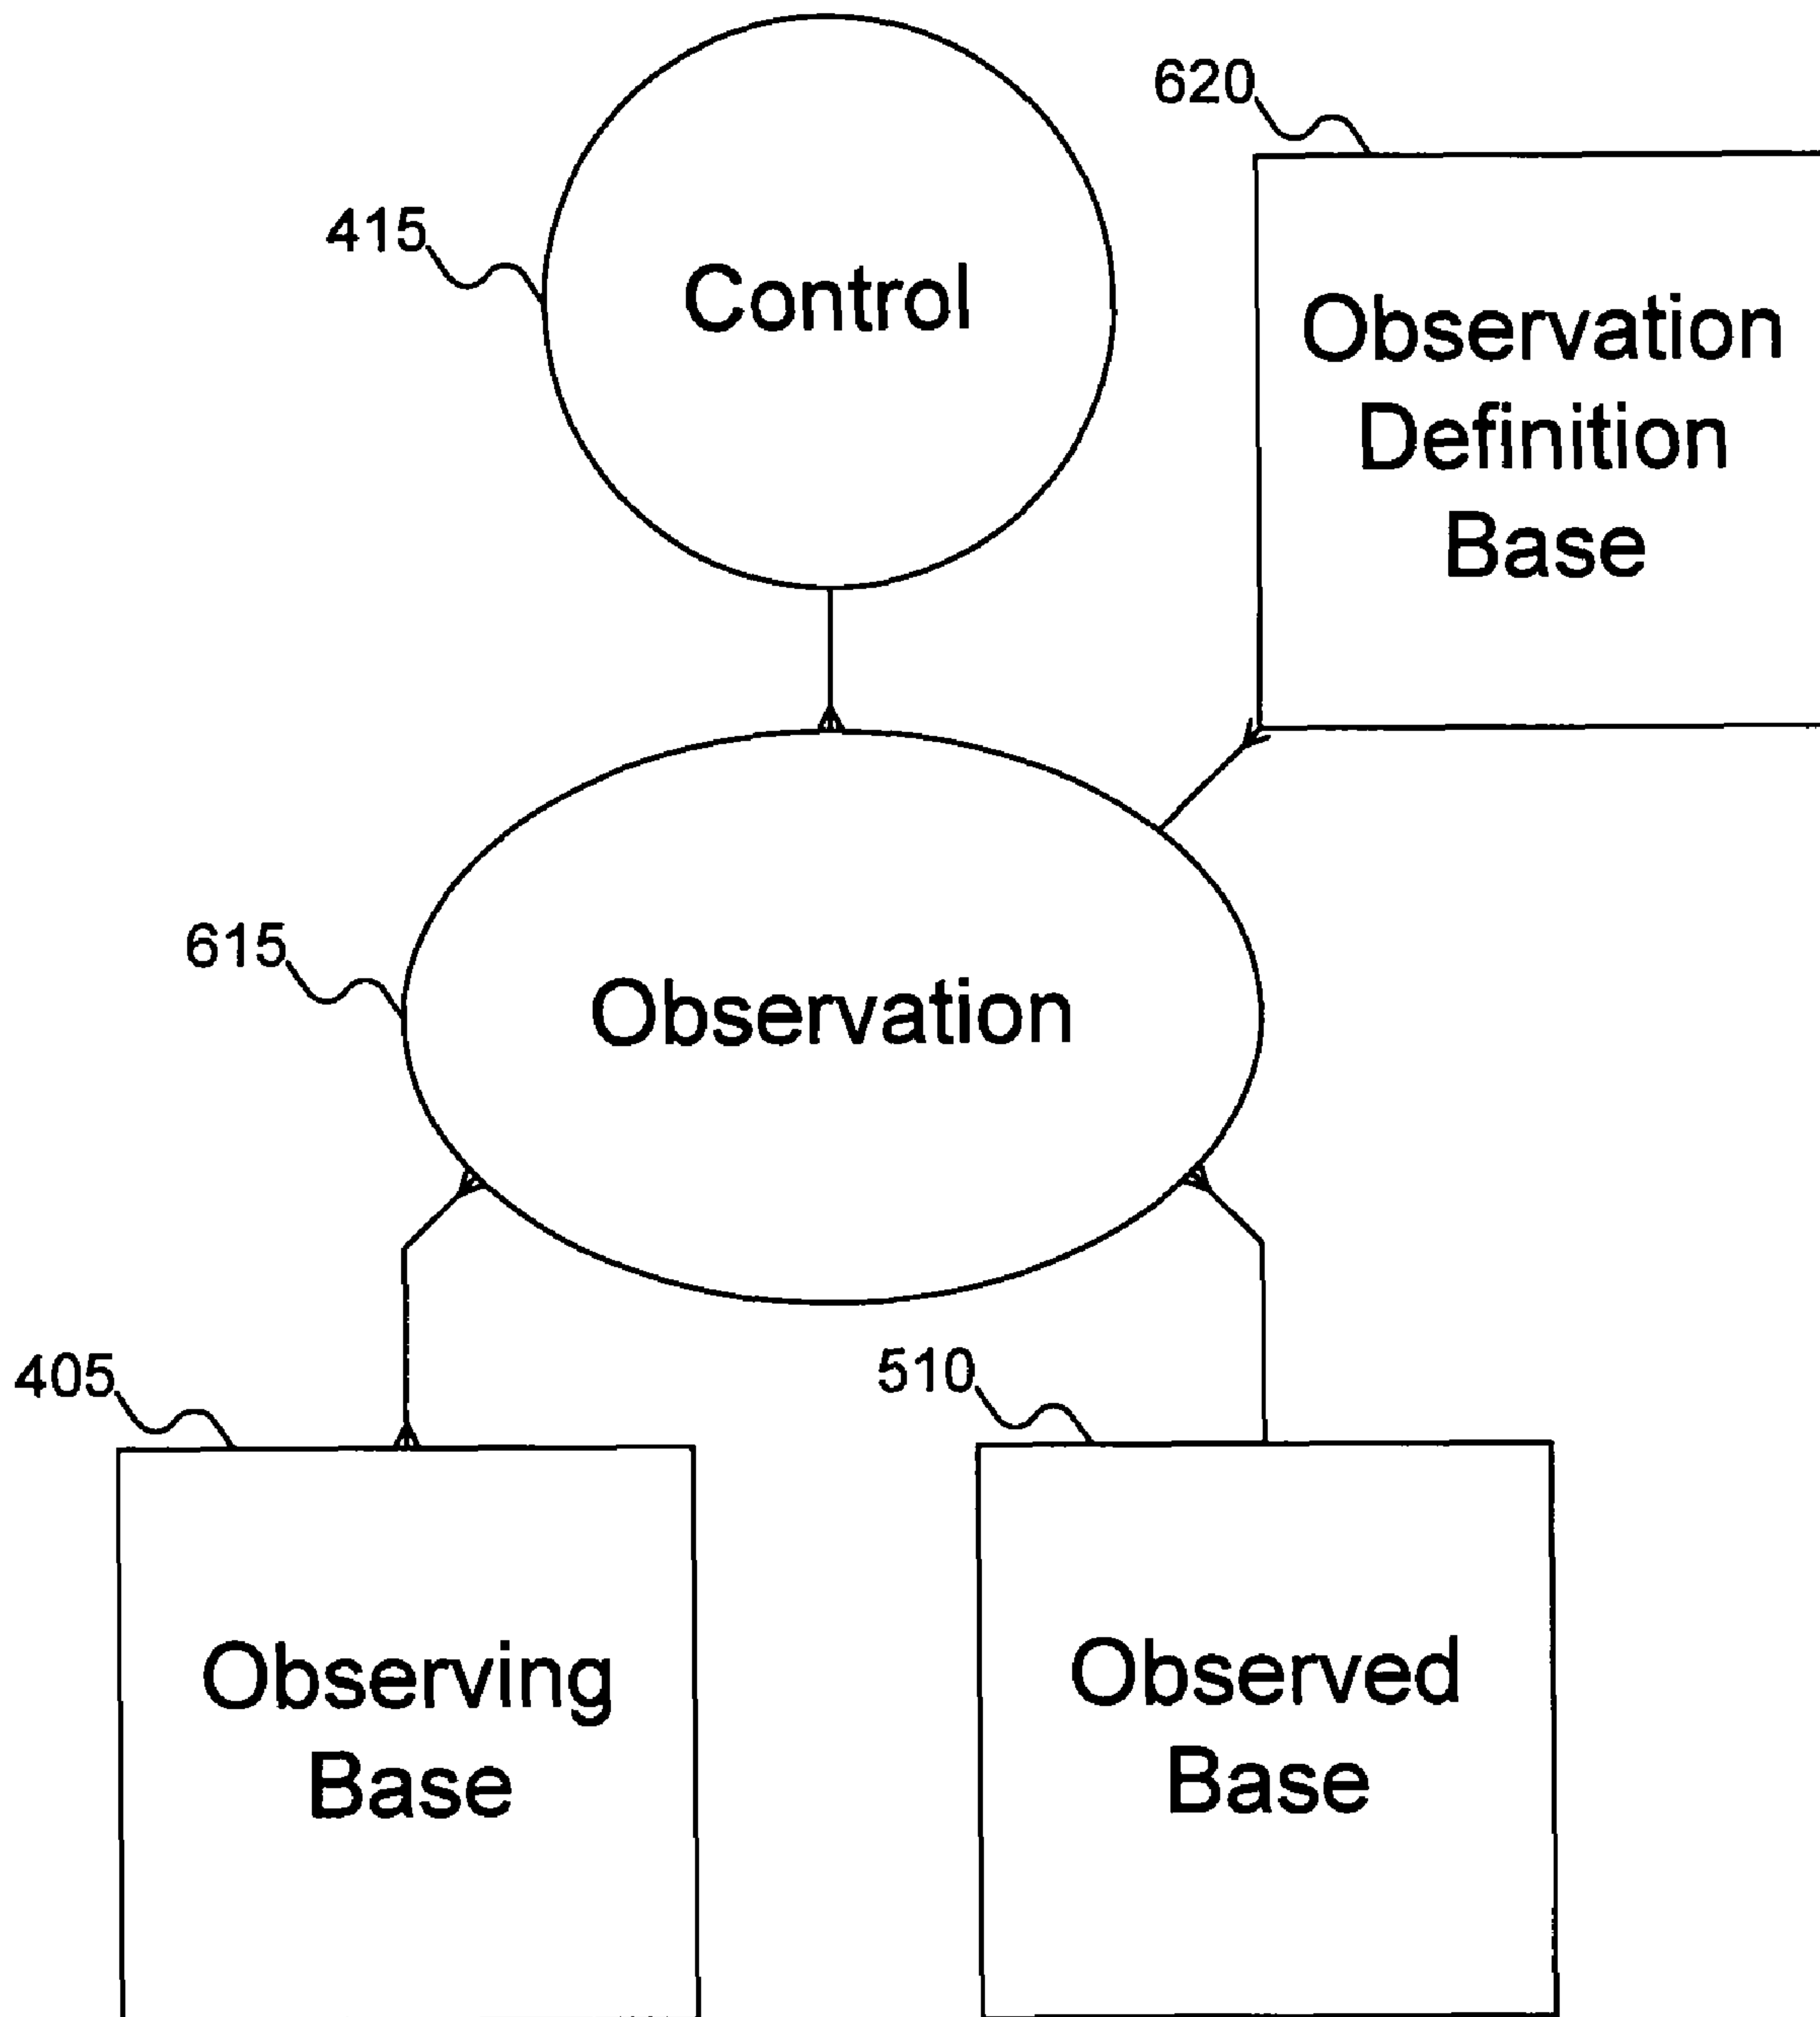 620
415
Control
Observation
Definition
Base
615
Observation
405
510
Observing
Base
Observed
Base